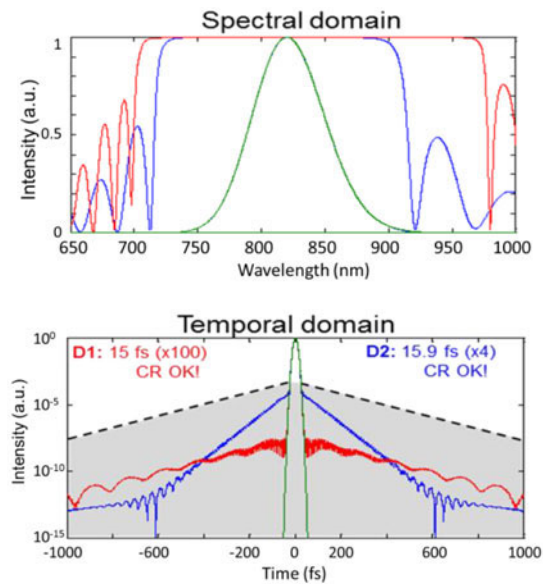 Spectral domain
Intensity (a.u.)
1
0.5
0
650
700
750
800
850
900
950
1000
Wavelength (nm)
Temporal domain
Intensity (a.u.)
10⁰
10⁻⁵
10⁻¹⁰
10⁻¹⁵
D1: 15 fs (x100)
CR OK!
D2: 15.9 fs (x4)
CR OK!
-1000
-600
-200
0
200
600
1000
Time (fs)